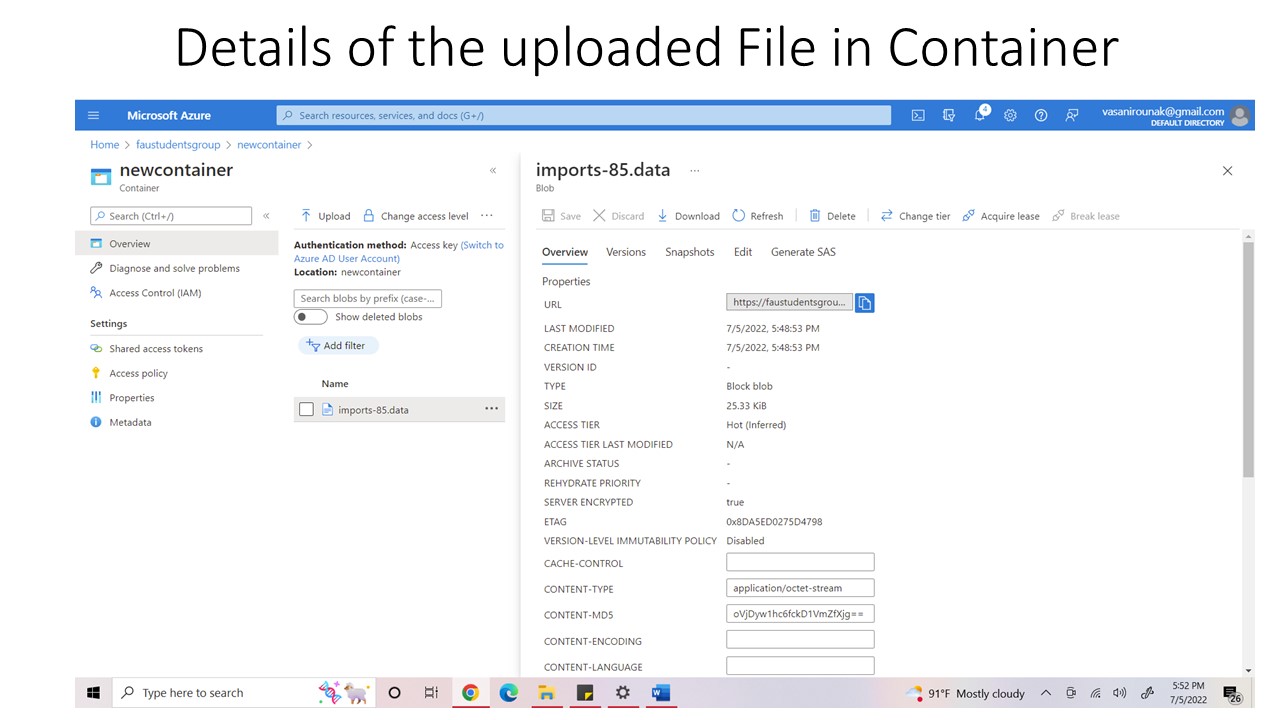 Details of the uploaded File in Container
Microsoft Azure
Search resources, services, and docs (G+/)
4
vasanirounak@gmail.com
DEFAULT DIRECTORY
Home > faustudentsgroup > newcontainer >
newcontainer
Container
«
Search (Ctrl+/)
«
Overview
Diagnose and solve problems
Access Control (IAM)
Settings
Shared access tokens
Access policy
Properties
Metadata
Upload Change access level ...
Authentication method: Access key (Switch to
Azure AD User Account)
Location: newcontainer
Search blobs by prefix (case-...
Show deleted blobs
Add filter
Name
imports-85.data ...
imports-85.data ...
Blob
Save Discard Download Refresh Delete Change tier Acquire lease Break lease
Overview Versions Snapshots Edit Generate SAS
Properties
URL https://faustudentsgrou...
LAST MODIFIED 7/5/2022, 5:48:53 PM
CREATION TIME 7/5/2022, 5:48:53 PM
VERSION ID -
TYPE Block blob
SIZE 25.33 KiB
ACCESS TIER Hot (Inferred)
ACCESS TIER LAST MODIFIED N/A
ARCHIVE STATUS -
REHYDRATE PRIORITY -
SERVER ENCRYPTED true
ETAG 0x8DA5ED0275D4798
VERSION-LEVEL IMMUTABILITY POLICY Disabled
CACHE-CONTROL
CONTENT-TYPE application/octet-stream
CONTENT-MD5 oVjDyw1hc6fckD1VmZfXjg==
CONTENT-ENCODING
CONTENT-LANGUAGE
Type here to search
91°F Mostly cloudy
5:52 PM
7/5/2022
26